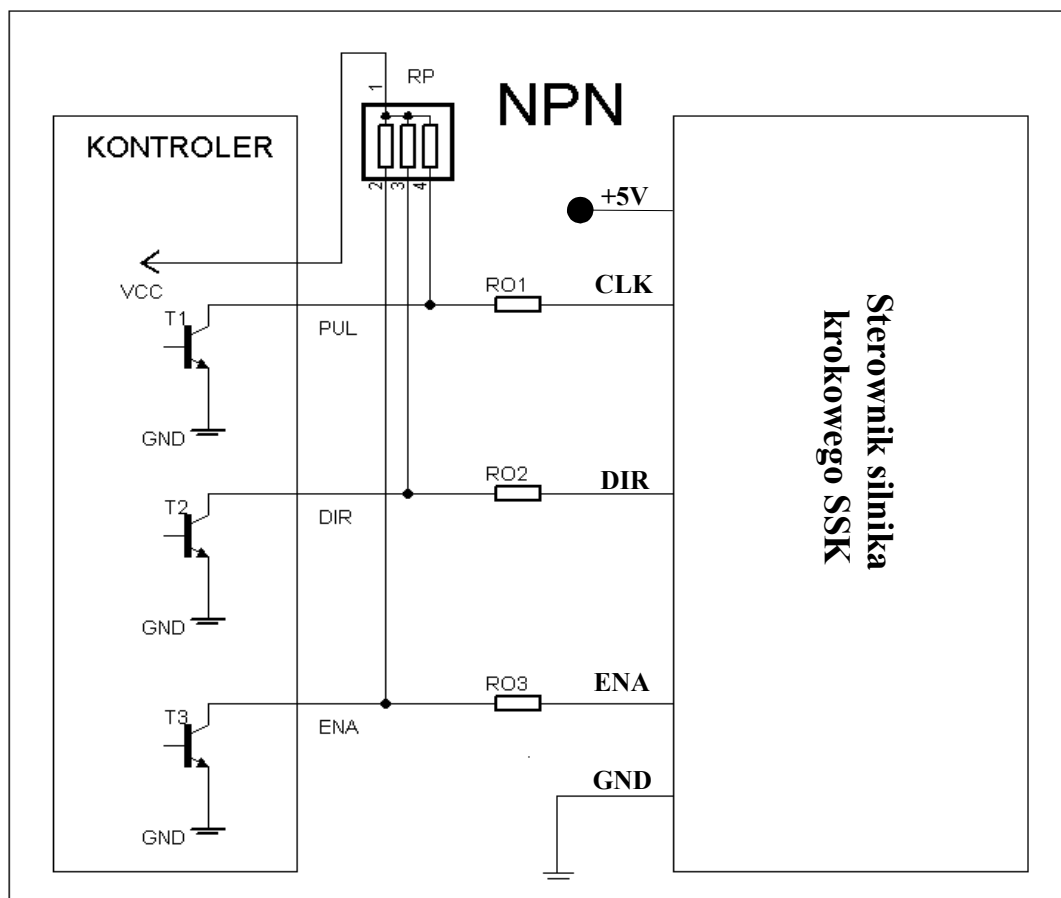 1
RP
NPN
KONTROLER
2
3
4
+5V
VCC
RO1
CLK
T1
PUL
GND
Sterownik silnika
krokowego SSK
RO2
DIR
T2
DIR
GND
RO3
ENA
T3
ENA
GND
GND